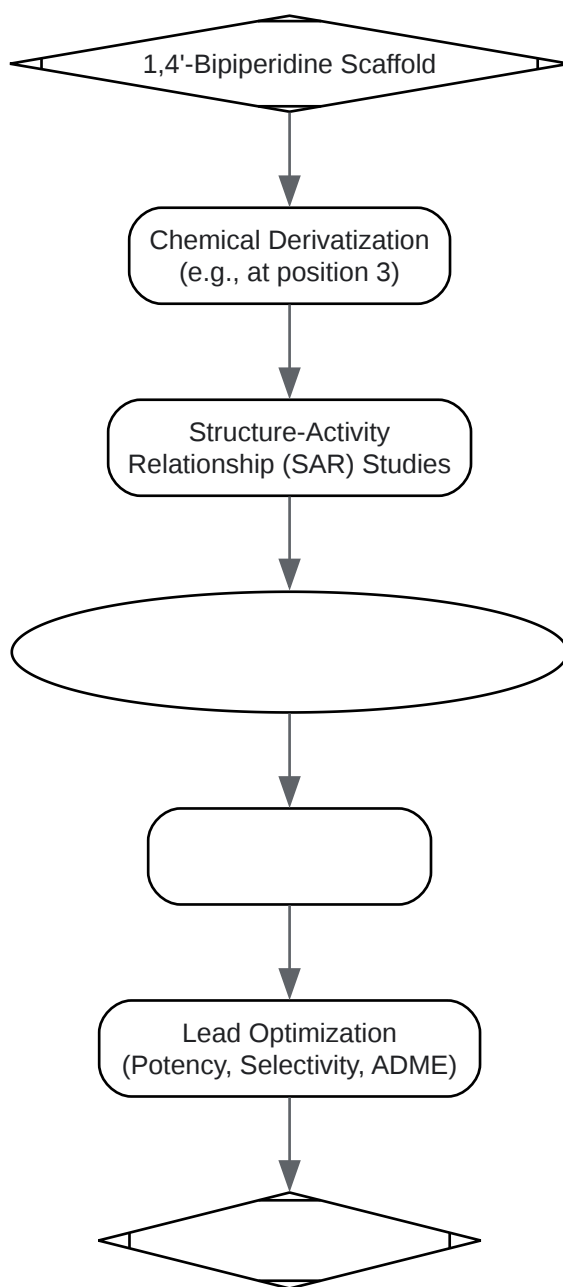 1,4'-Bipiperidine Scaffold
Chemical Derivatization
(e.g., at position 3)
Structure-Activity
Relationship (SAR) Studies
Lead Optimization
(Potency, Selectivity, ADME)